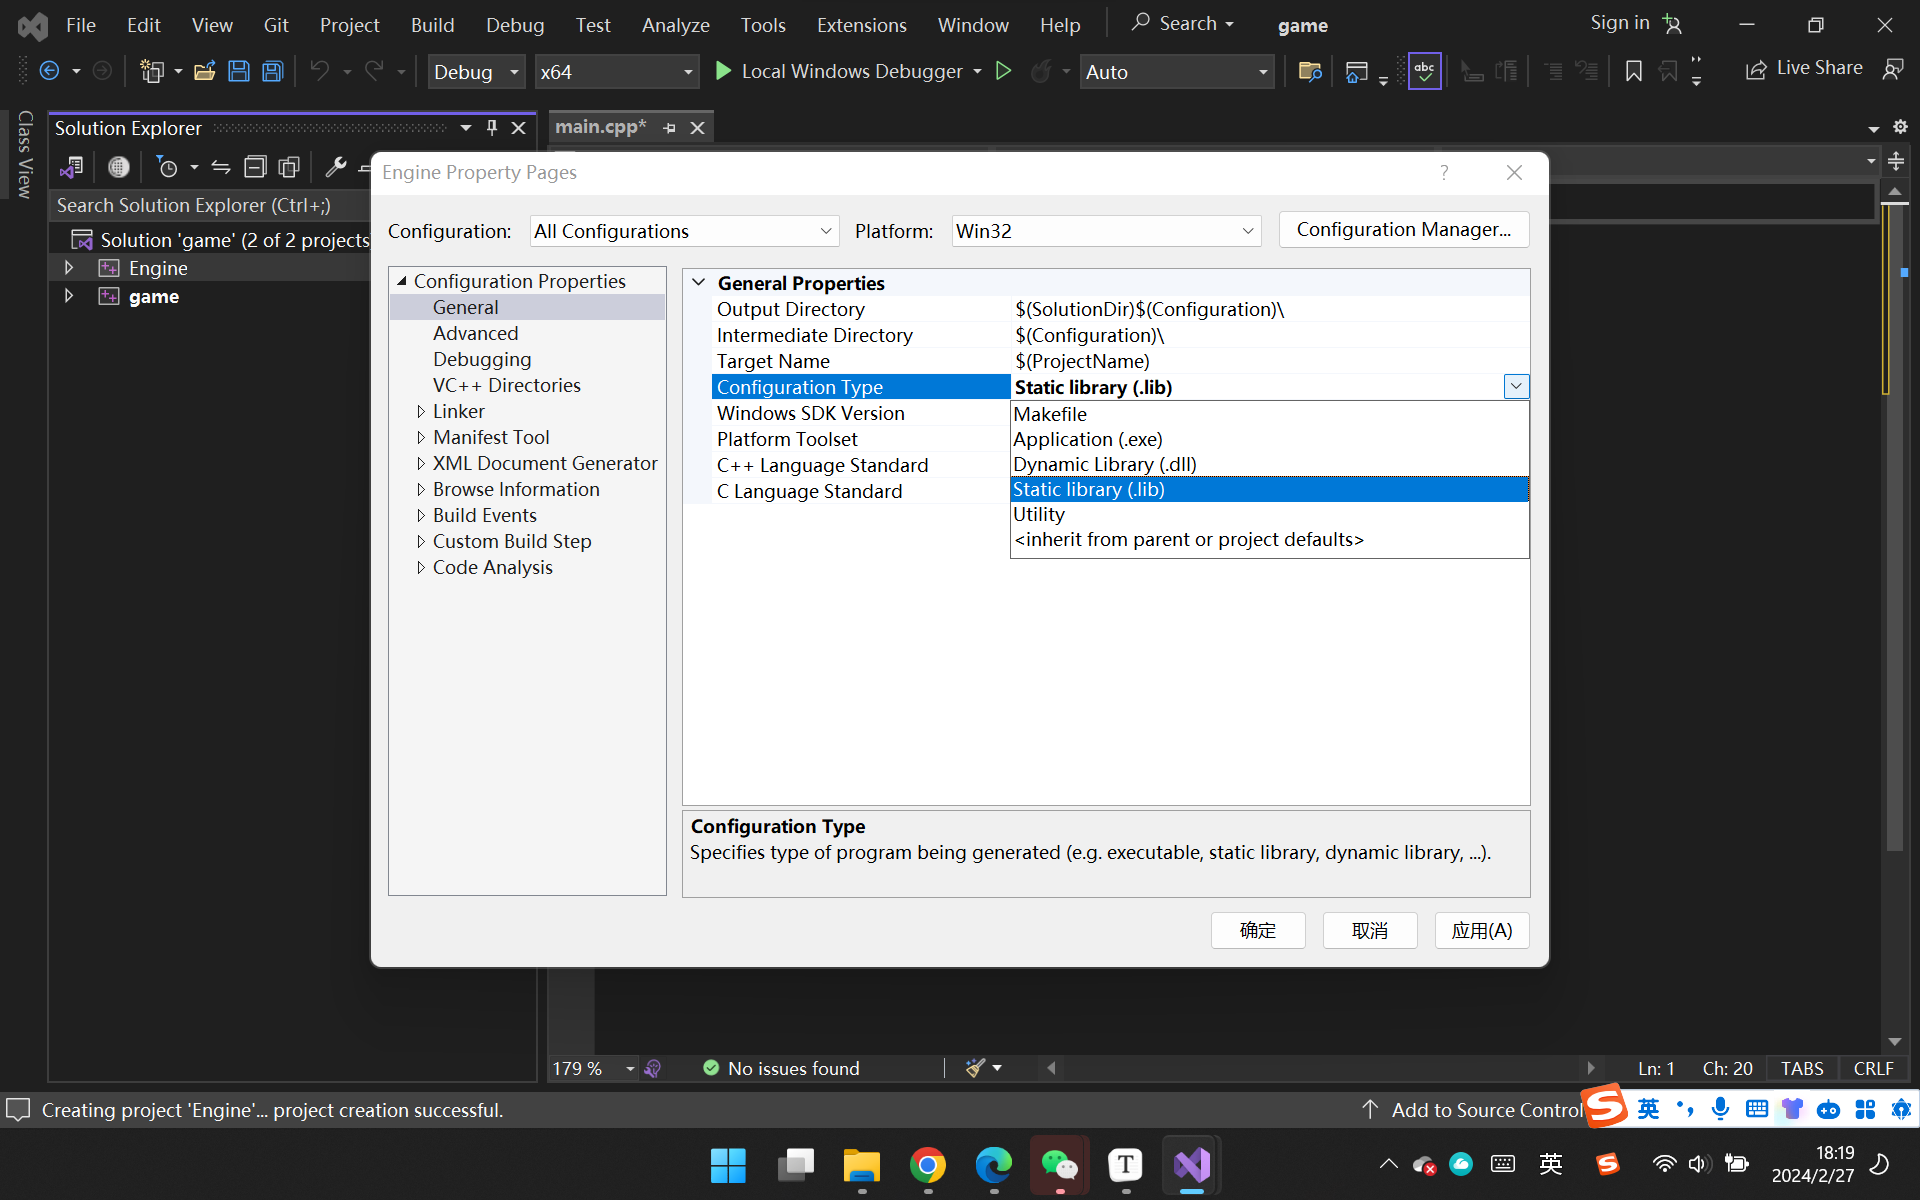 File Edit View Git Project Build Debug Test Analyze Tools Extensions Window Help Search game Sign in
Debug x64 Local Windows Debugger Auto abc Live Share
Class View
Solution Explorer
main.cpp*
Search Solution Explorer (Ctrl+;)
Solution 'game' (2 of 2 projects
Engine
game
Engine Property Pages ?
Configuration: All Configurations Platform: Win32 Configuration Manager...
Configuration Properties
General
Advanced
Debugging
VC++ Directories
Linker
Manifest Tool
XML Document Generator
Browse Information
Build Events
Custom Build Step
Code Analysis
General Properties
Output Directory $(SolutionDir)$(Configuration)\
Intermediate Directory $(Configuration)\
Target Name $(ProjectName)
Configuration Type Static library (.lib)
Windows SDK Version
Platform Toolset
C++ Language Standard
C Language Standard
Makefile
Application (.exe)
Dynamic Library (.dll)
Static library (.lib)
Utility
<inherit from parent or project defaults>
Configuration Type
Specifies type of program being generated (e.g. executable, static library, dynamic library, ...).
确定 取消 应用(A)
179 % No issues found Ln: 1 Ch: 20 TABS CRLF
Creating project 'Engine'... project creation successful. Add to Source Control
S 英
T 英 S
18:19
2024/2/27